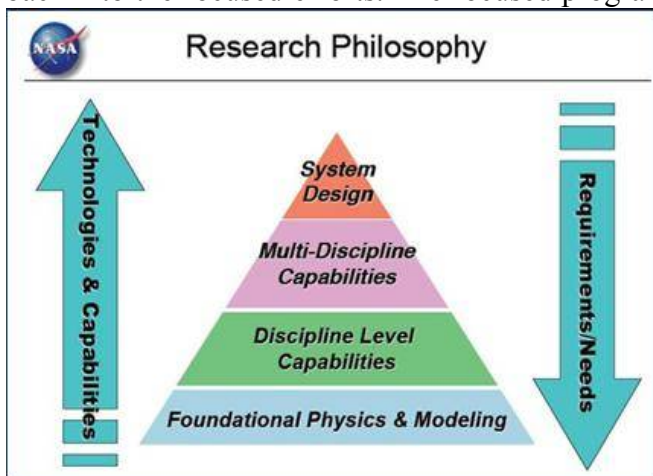 NASA
Research Philosophy
Technologies & Capabilities
System
Design
Multi-Discipline
Capabilities
Discipline Level
Capabilities
Foundational Physics & Modeling
Requirements/Needs